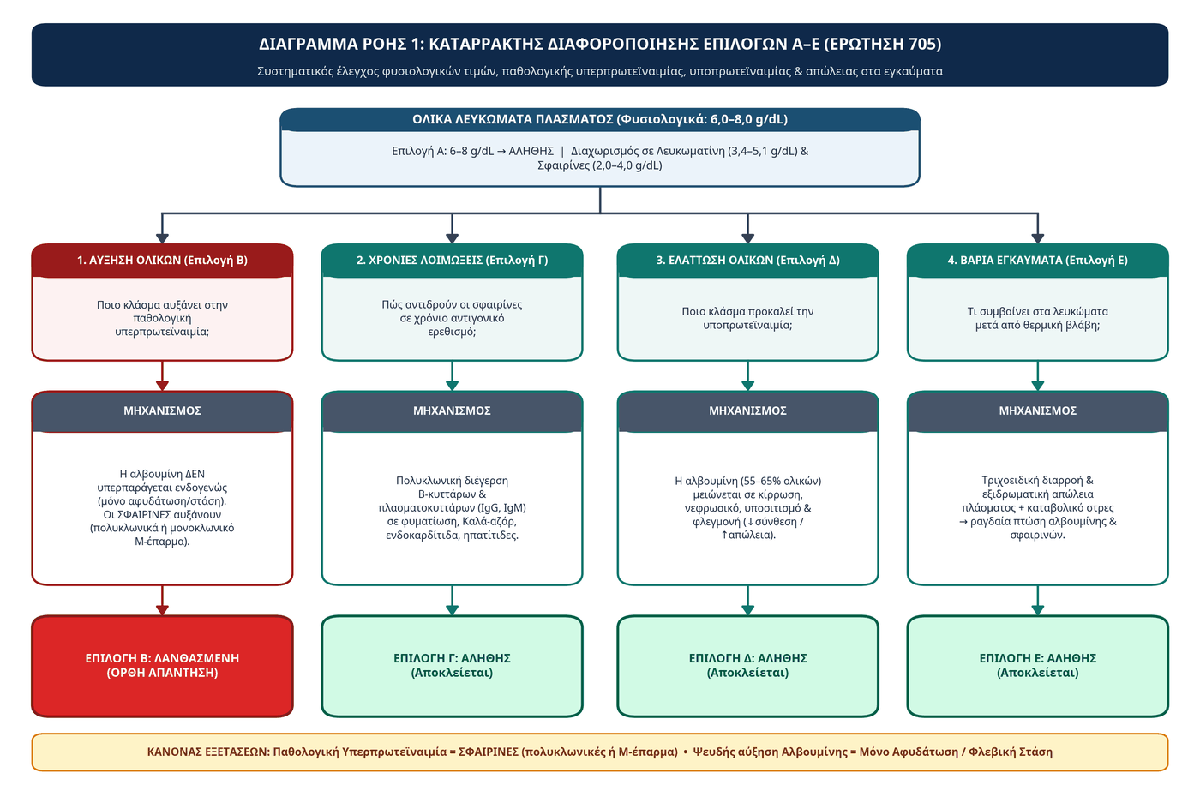 ΔΙΑΓΡΑΜΜΑ ΡΟΗΣ 1: ΚΑΤΑΡΡΑΚΤΗΣ ΔΙΑΦΟΡΟΠΟΙΗΣΗΣ ΕΠΙΛΟΓΩΝ Α–Ε (ΕΡΩΤΗΣΗ 705)
Συστηματικός έλεγχος φυσιολογικών τιμών, παθολογικής υπερπρωτεϊναιμίας, υποπρωτεϊναιμίας & απώλειας στα εγκαύματα
ΟΛΙΚΑ ΛΕΥΚΩΜΑΤΑ ΠΛΑΣΜΑΤΟΣ (Φυσιολογικά: 6,0–8,0 g/dL)
Επιλογή Α: 6–8 g/dL → ΑΛΗΘΗΣ | Διαχωρισμός σε Λευκωματίνη (3,4–5,1 g/dL) &
Σφαιρίνες (2,0–4,0 g/dL)
1. ΑΥΞΗΣΗ ΟΛΙΚΩΝ (Επιλογή Β)
Ποιο κλάσμα αυξάνει στην
παθολογική
υπερπρωτεϊναιμία;
ΜΗΧΑΝΙΣΜΟΣ
Η αλβουμίνη ΔΕΝ
υπερπαράγεται ενδογενώς
(μόνο αφυδάτωση/στάση).
Οι ΣΦΑΙΡΙΝΕΣ αυξάνουν
(πολυκλωνικά ή μονοκλωνικό
Μ-έπαρμα).
ΕΠΙΛΟΓΗ Β: ΛΑΝΘΑΣΜΕΝΗ
(ΟΡΘΗ ΑΠΑΝΤΗΣΗ)
2. ΧΡΟΝΙΕΣ ΛΟΙΜΩΞΕΙΣ (Επιλογή Γ)
Πώς αντιδρούν οι σφαιρίνες
σε χρόνιο αντιγονικό
ερεθισμό;
ΜΗΧΑΝΙΣΜΟΣ
Πολυκλωνική διέγερση
Β-κυττάρων &
πλασματοκυττάρων (IgG, IgM)
σε φυματίωση, Καλά-αζάρ,
ενδοκαρδίτιδα, ηπατίτιδες.
ΕΠΙΛΟΓΗ Γ: ΑΛΗΘΗΣ
(Αποκλείεται)
3. ΕΛΑΤΤΩΣΗ ΟΛΙΚΩΝ (Επιλογή Δ)
Ποιο κλάσμα προκαλεί την
υποπρωτεϊναιμία;
ΜΗΧΑΝΙΣΜΟΣ
Η αλβουμίνη (55–65% ολικών)
μειώνεται σε κίρρωση,
νεφρωσικό, υποσιτισμό &
φλεγμονή (↓σύνθεση /
↑απώλεια).
ΕΠΙΛΟΓΗ Δ: ΑΛΗΘΗΣ
(Αποκλείεται)
4. ΒΑΡΙΑ ΕΓΚΑΥΜΑΤΑ (Επιλογή Ε)
Τι συμβαίνει στα λευκώματα
μετά από θερμική βλάβη;
ΜΗΧΑΝΙΣΜΟΣ
Τριχοειδική διαρροή &
εξιδρωματική απώλεια
πλάσματος + καταβολικό στρες
→ ραγδαία πτώση αλβουμίνης &
σφαιρινών.
ΕΠΙΛΟΓΗ Ε: ΑΛΗΘΗΣ
(Αποκλείεται)
ΚΑΝΟΝΑΣ ΕΞΕΤΑΣΕΩΝ: Παθολογική Υπερπρωτεϊναιμία = ΣΦΑΙΡΙΝΕΣ (πολυκλωνικές ή Μ-έπαρμα) • Ψευδής αύξηση Αλβουμίνης = Μόνο Αφυδάτωση / Φλεβική Στάση